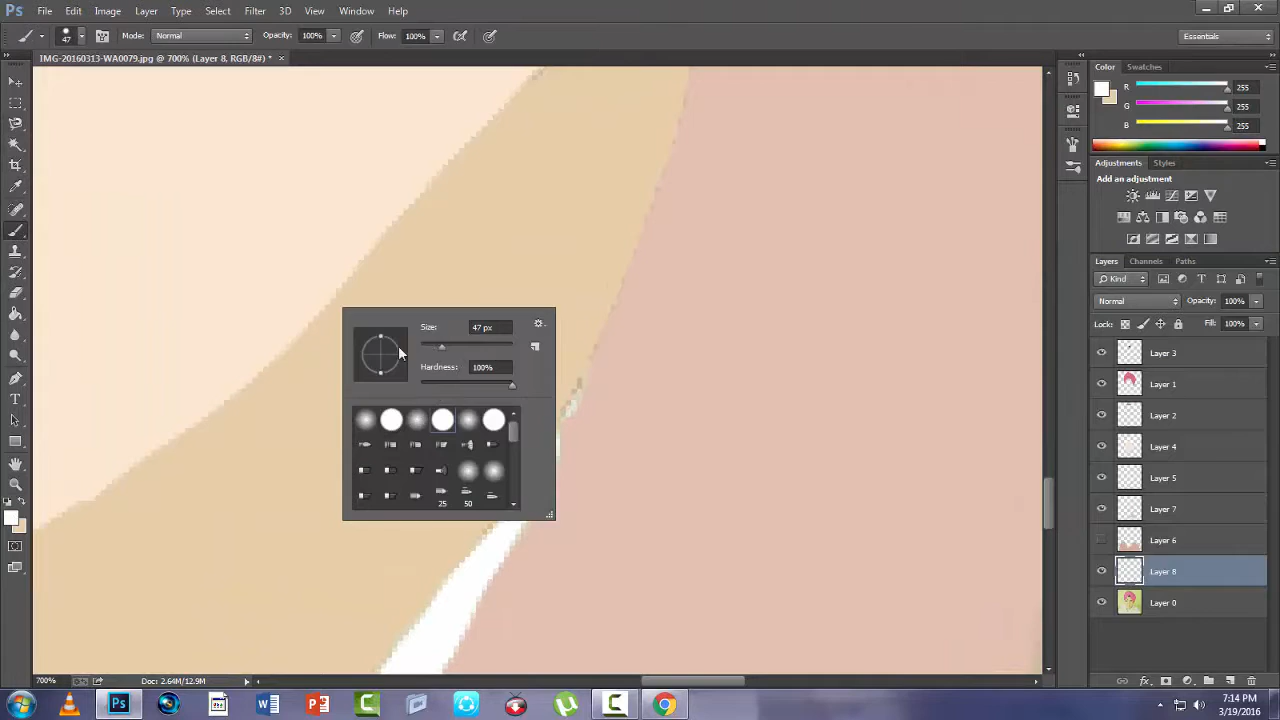 Ps File Edit Image Layer Type Select Filter 3D View Window Help
47 Mode: Normal Opacity: 100% Flow: 100% Essentials
IMG-20160313-WA0079.jpg @ 700% (Layer 8, RGB/8#) * ×
Color Swatches
R 255
G 255
B 255
Adjustments Styles
Add an adjustment
Layers Channels Paths
Kind
Normal Opacity: 100%
Lock: Fill: 100%
Size: 47 px
Hardness: 100%
25 50
Layer 3
Layer 1
Layer 2
Layer 4
Layer 5
Layer 7
Layer 6
Layer 8
Layer 0
700% Doc: 2.64M/12.9M
7:14 PM
3/19/2016